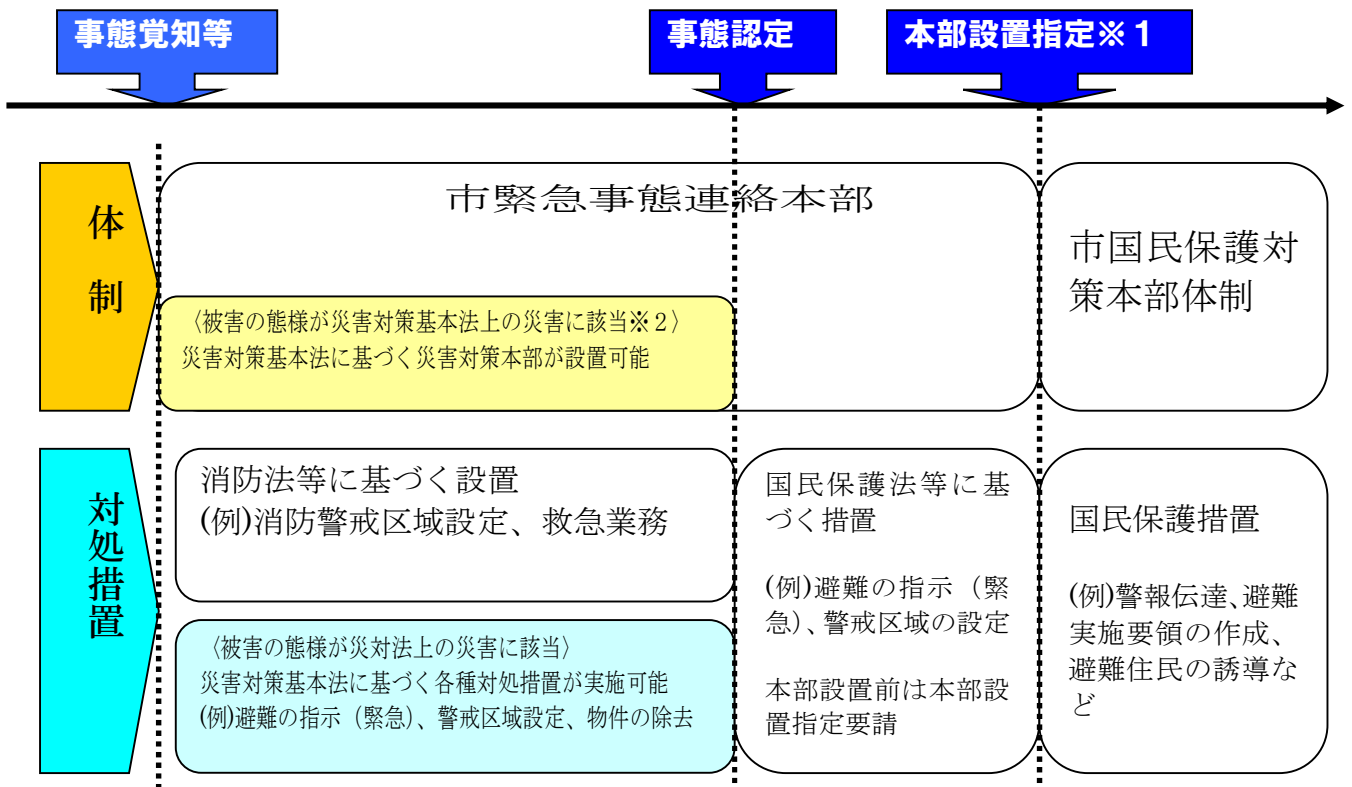 事態覚知等
事態認定
本部設置指定※１
体制
市緊急事態連絡本部
〈被害の態様が災害対策基本法上の災害に該当※２〉
災害対策基本法に基づく災害対策本部が設置可能
市国民保護対
策本部体制
対処措置
消防法等に基づく設置
(例)消防警戒区域設定、救急業務
〈被害の態様が災対法上の災害に該当〉
災害対策基本法に基づく各種対処措置が実施可能
(例)避難の指示（緊急）、警戒区域設定、物件の除去
国民保護法等に基
づく措置
(例)避難の指示（緊
急）、警戒区域の設定
本部設置前は本部設
置指定要請
国民保護措置
(例)警報伝達、避難
実施要領の作成、
避難住民の誘導な
ど